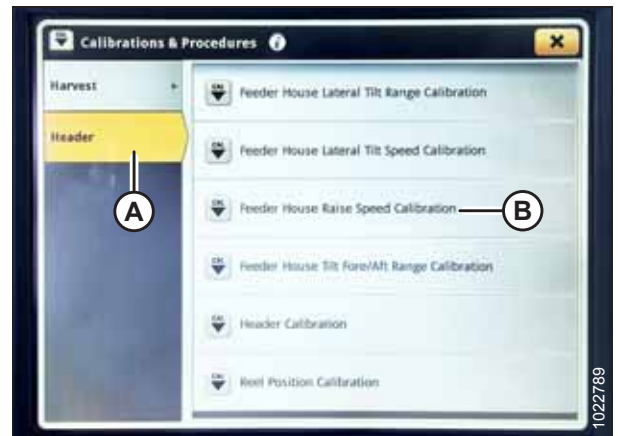 Calibrations & Procedures
Harvest
Header
A
Feeder House Lateral Tilt Range Calibration
Feeder House Lateral Tilt Speed Calibration
Feeder House Raise Speed Calibration
B
Feeder House Tilt Fore/Aft Range Calibration
Header Calibration
Reel Position Calibration
1022789